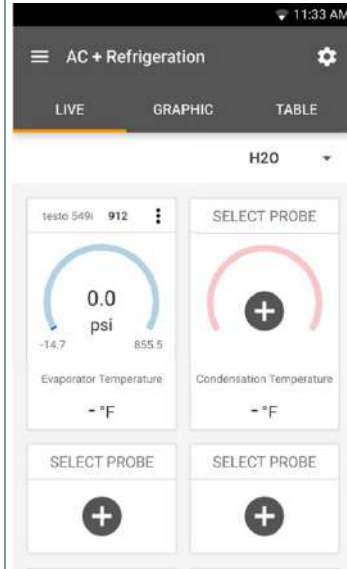 11:33 AM
AC + Refrigeration
LIVE GRAPHIC TABLE
H2O
testo 549i 912
SELECT PROBE
0.0
psi
-14.7 855.5
Evaporator Temperature
Condensation Temperature
- °F
- °F
SELECT PROBE
SELECT PROBE